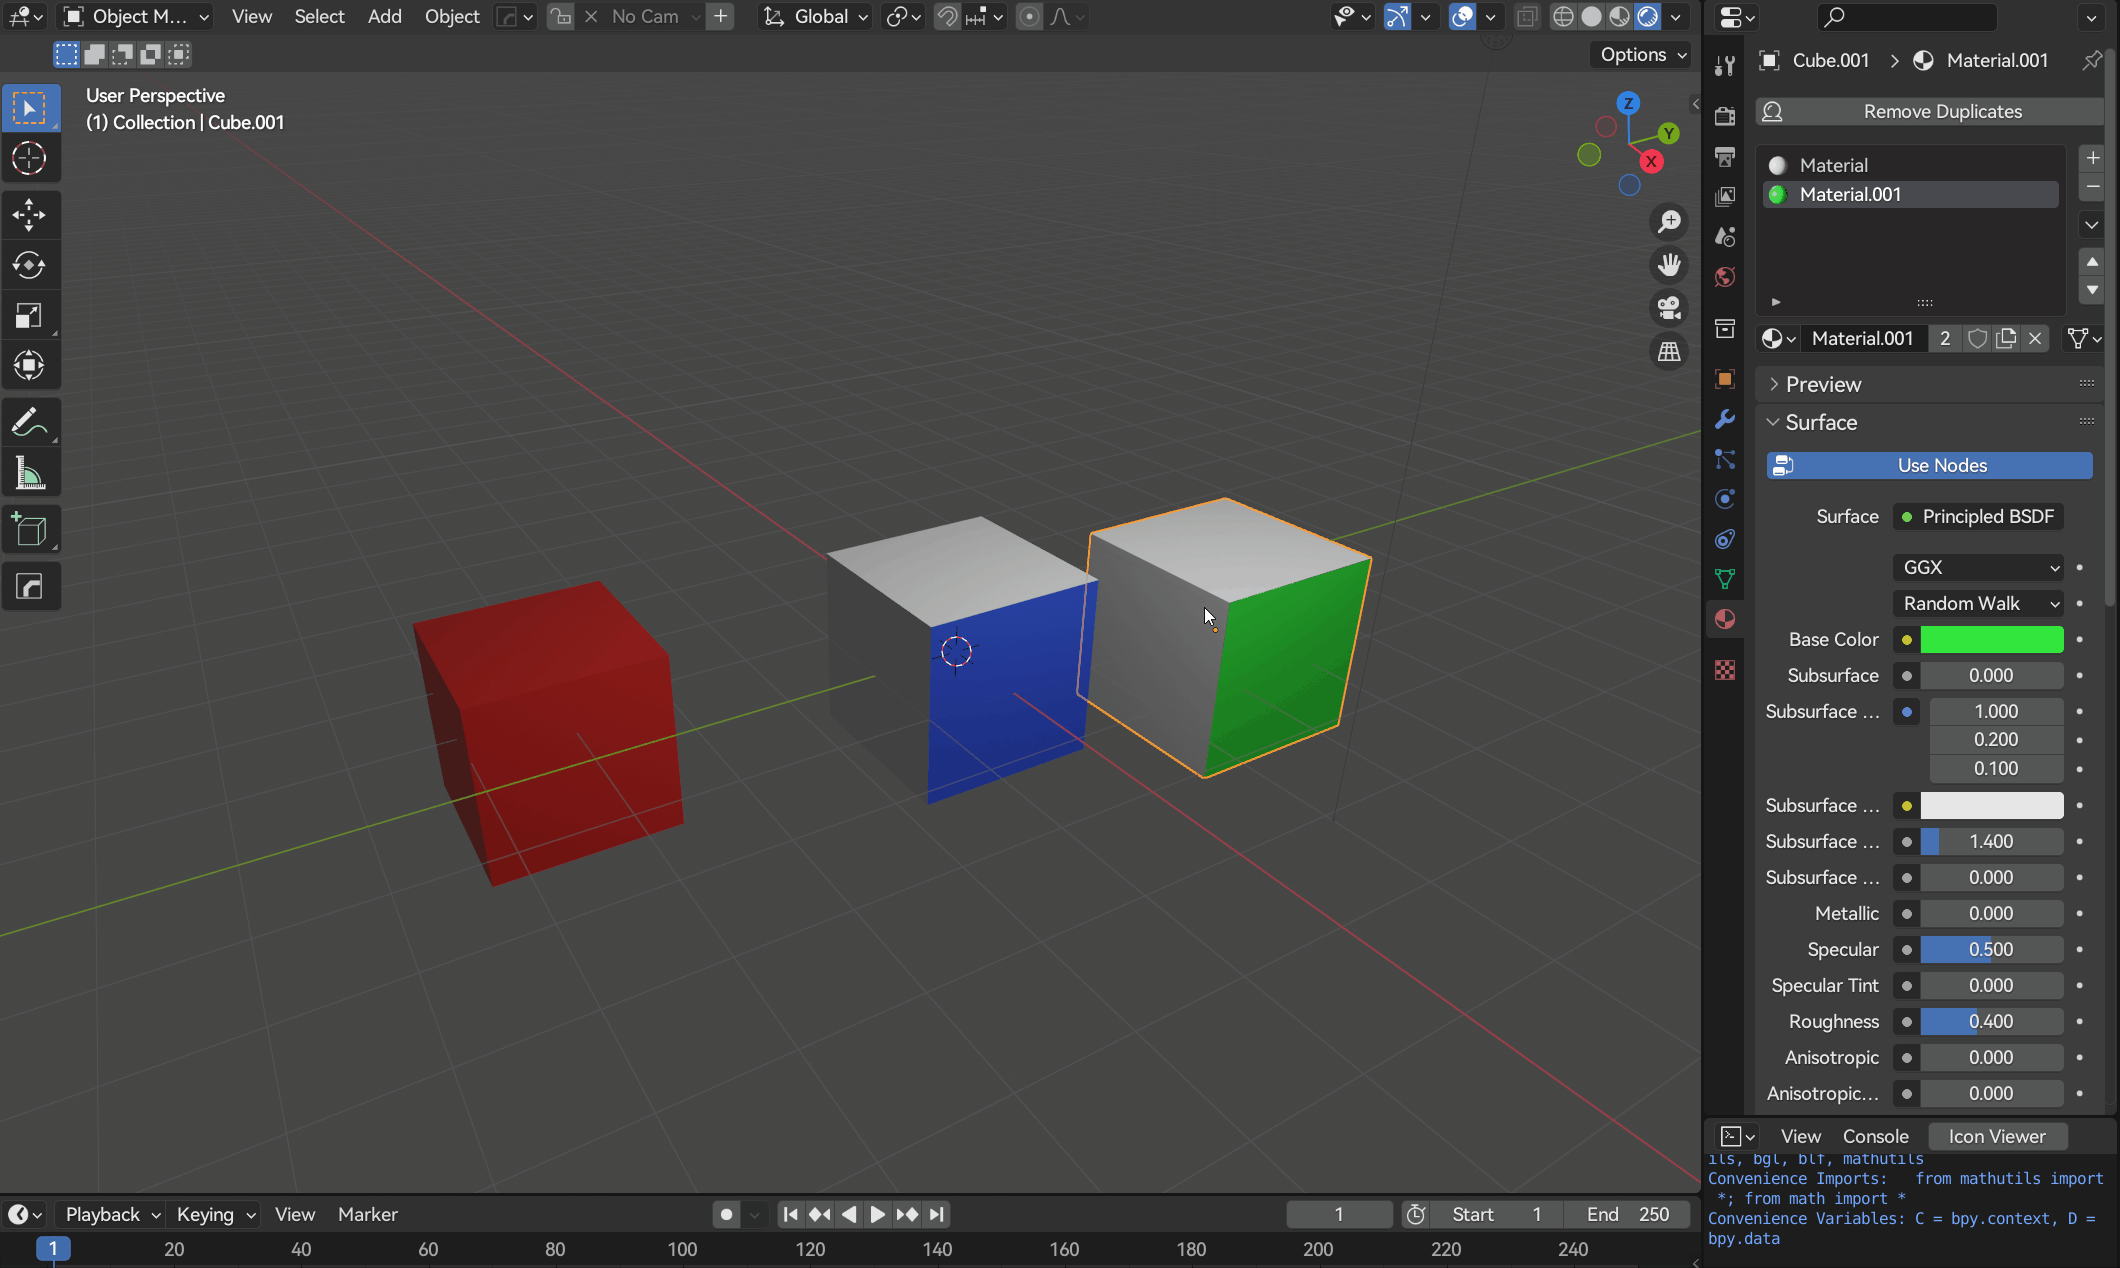 Object M...
View
Select
Add
Object
No Cam
Global
Options
User Perspective
(1) Collection | Cube.001
Z
Y
X
Cube.001 > Material.001
Remove Duplicates
Material
Material.001
Material.001 2
Preview
Surface
Use Nodes
Surface Principled BSDF
GGX
Random Walk
Base Color
Subsurface 0.000
Subsurface ... 1.000
0.200
0.100
Subsurface ...
Subsurface ... 1.400
Subsurface ... 0.000
Metallic 0.000
Specular 0.500
Specular Tint 0.000
Roughness 0.400
Anisotropic 0.000
Anisotropic... 0.000
View Console Icon Viewer
ils, bgl, blf, mathutils
Convenience Imports:   from mathutils import
*; from math import *
Convenience Variables: C = bpy.context, D =
bpy.data
Playback Keying View Marker
1 Start 1 End 250
1 20 40 60 80 100 120 140 160 180 200 220 240